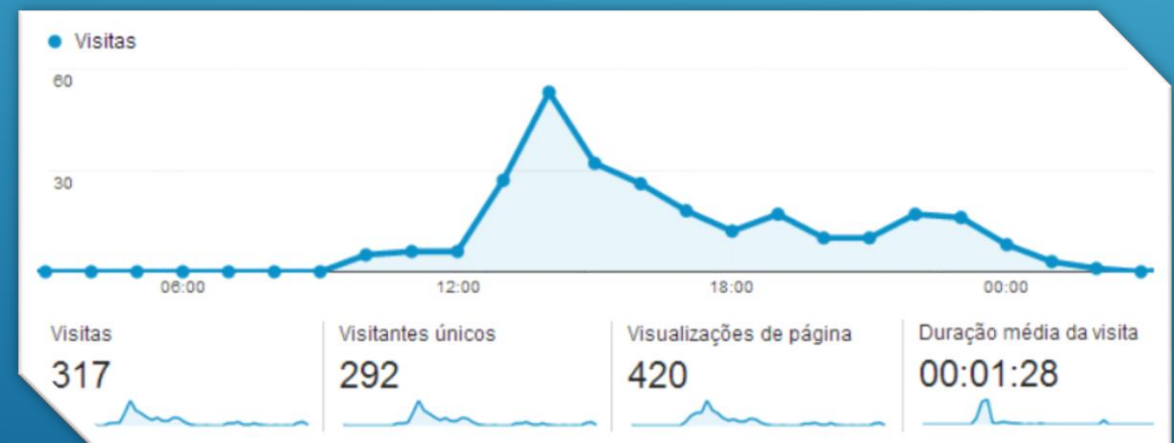 Visitas
60
30
06:00 12:00 18:00 00:00
Visitas Visitantes únicos Visualizações de página Duração média da visita
317 292 420 00:01:28